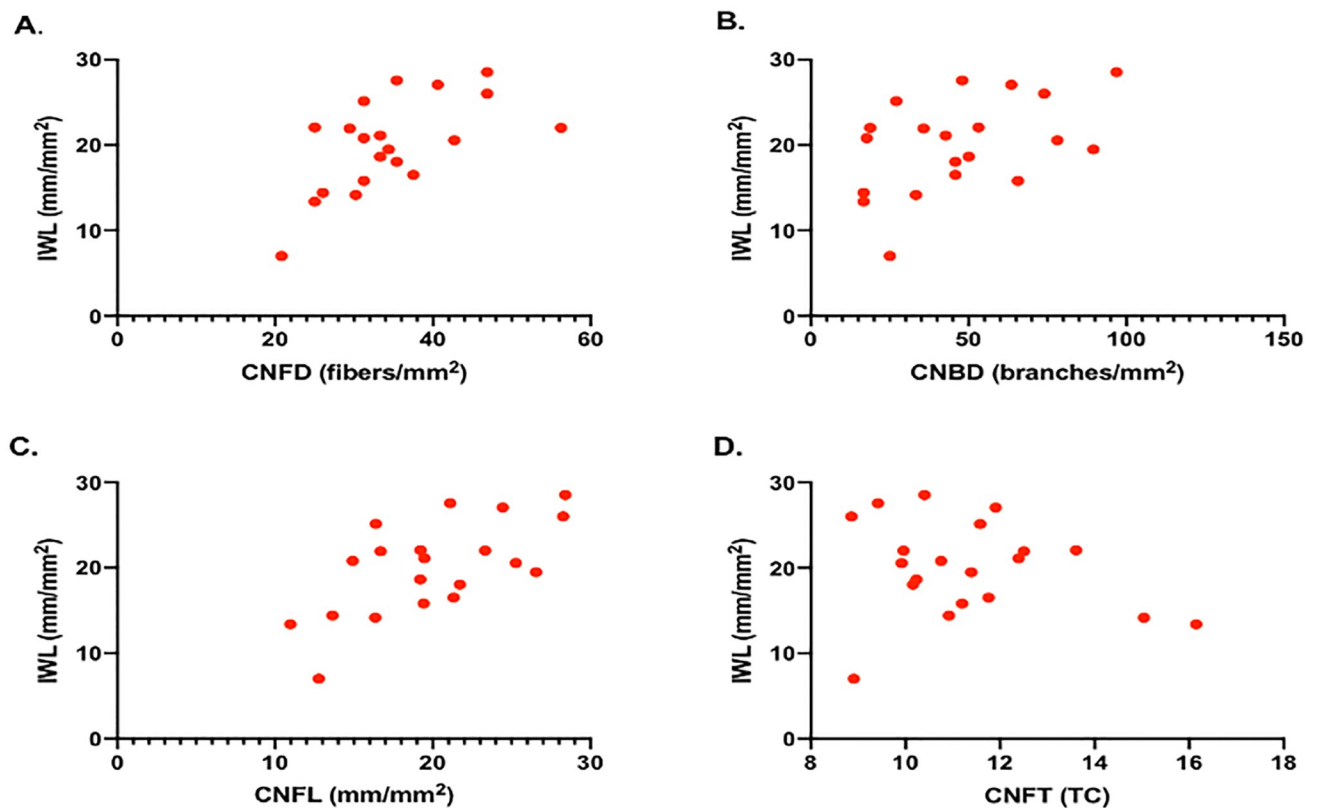 A.
30
20
10
0
IWL (mm/mm²)
0 20 40 60
CNFD (fibers/mm²)
B.
30
20
10
0
IWL (mm/mm²)
0 50 100 150
CNBD (branches/mm²)
C.
30
20
10
0
IWL (mm/mm²)
0 10 20 30
CNFL (mm/mm²)
D.
30
20
10
0
IWL (mm/mm²)
8 10 12 14 16 18
CNFT (TC)